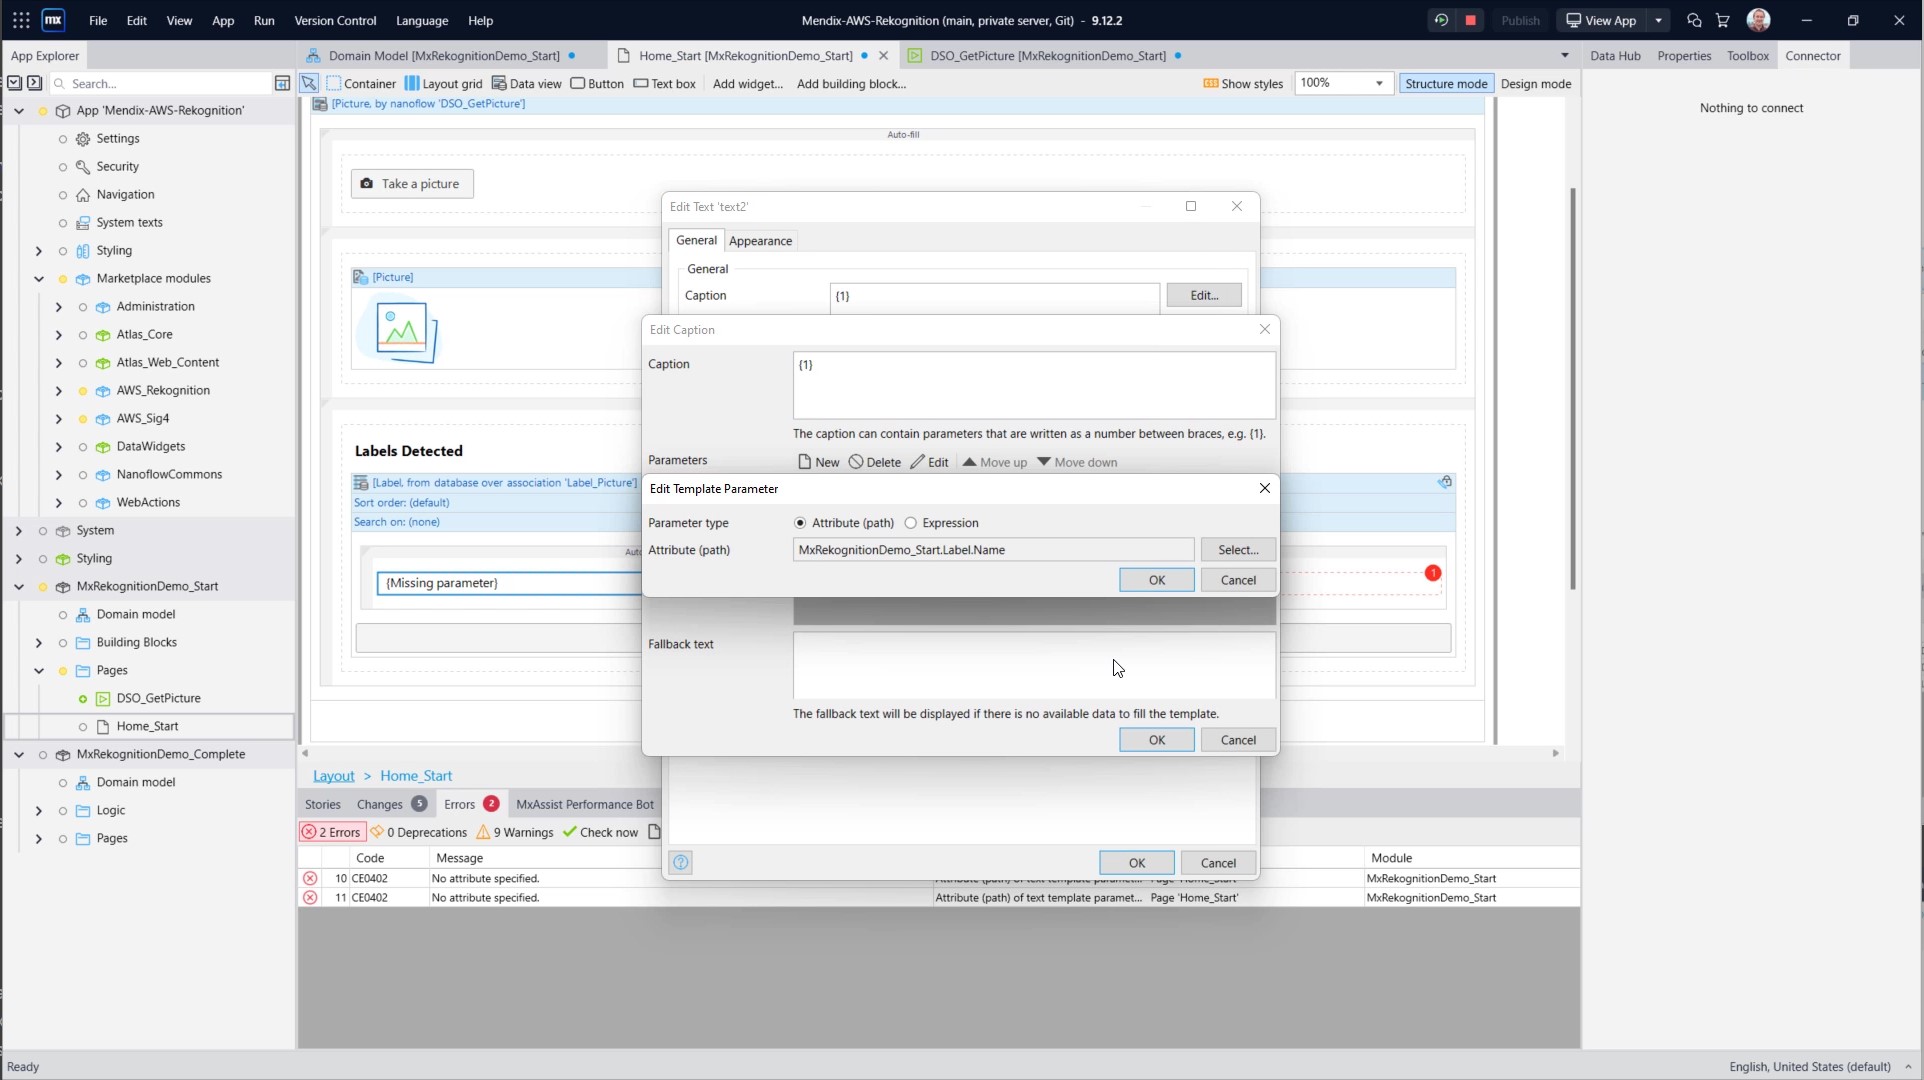 mx File Edit View App Run Version Control Language Help Mendix-AWS-Rekognition (main, private server, Git) - 9.12.2 Publish View App
App Explorer Domain Model [MxRekognitionDemo_Start] Home_Start [MxRekognitionDemo_Start] DSO_GetPicture [MxRekognitionDemo_Start] Data Hub Properties Toolbox Connector
Search... Container Layout grid Data view Button Text box Add widget... Add building block... Show styles 100% Structure mode Design mode
[Picture, by nanoflow 'DSO_GetPicture']
Nothing to connect
App 'Mendix-AWS-Rekognition'
Settings
Security
Navigation
System texts
Styling
Marketplace modules
Administration
Atlas_Core
Atlas_Web_Content
AWS_Rekognition
AWS_Sig4
DataWidgets
NanoflowCommons
WebActions
System
Styling
MxRekognitionDemo_Start
Domain model
Building Blocks
Pages
DSO_GetPicture
Home_Start
MxRekognitionDemo_Complete
Domain model
Logic
Pages
Auto-fill
Take a picture
[Picture]
Labels Detected
[Label, from database over association 'Label_Picture']
Sort order: (default)
Search on: (none)
{Missing parameter}
1
Edit Text 'text2'
General Appearance
General
Caption {1} Edit...
Edit Caption
Caption {1}
The caption can contain parameters that are written as a number between braces, e.g. {1}.
Parameters New Delete Edit Move up Move down
Edit Template Parameter
Parameter type Attribute (path) Expression
Attribute (path) MxRekognitionDemo_Start.Label.Name Select...
OK Cancel
Fallback text
The fallback text will be displayed if there is no available data to fill the template.
OK Cancel
OK Cancel
Layout > Home_Start
Stories Changes 5 Errors 2 MxAssist Performance Bot
2 Errors 0 Deprecations 9 Warnings Check now
Code Message Module
10 CE0402 No attribute specified. MxRekognitionDemo_Start
11 CE0402 No attribute specified. Attribute (path) of text template paramet... Page 'Home_Start' MxRekognitionDemo_Start
Ready English, United States (default)